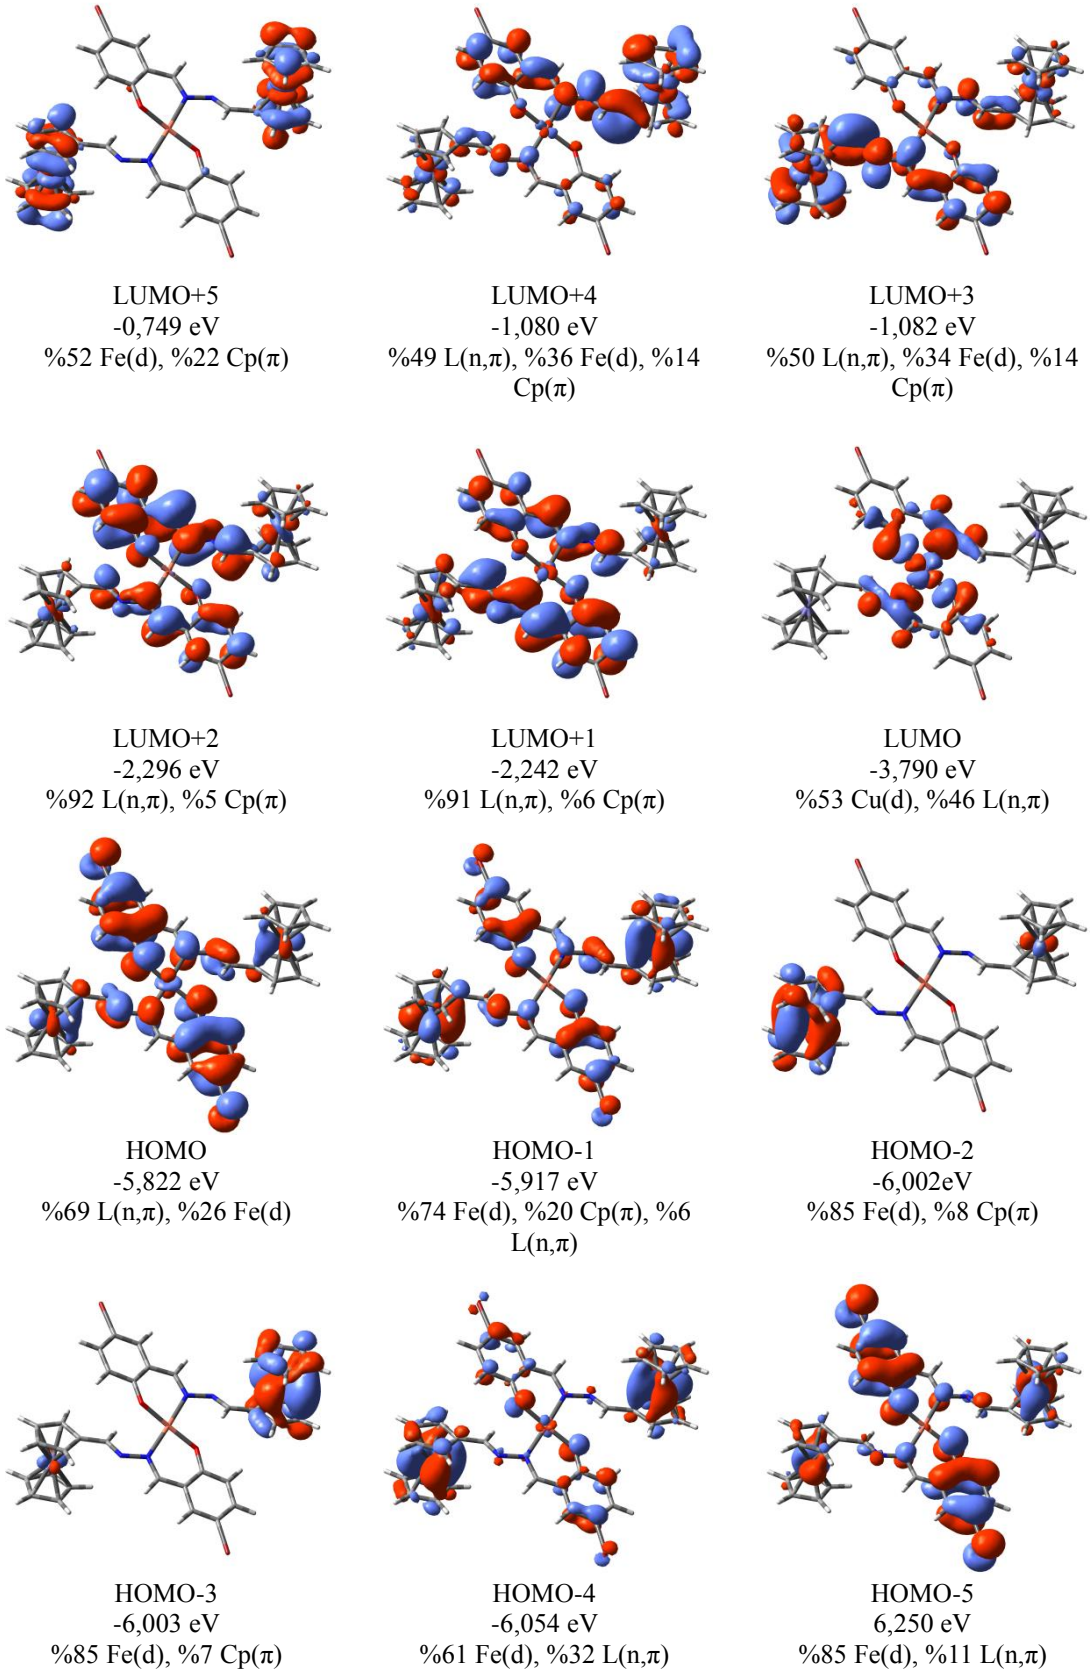 LUMO+5
-0,749 eV
%52 Fe(d), %22 Cp(π)
LUMO+4
-1,080 eV
%49 L(n,π), %36 Fe(d), %14
Cp(π)
LUMO+3
-1,082 eV
%50 L(n,π), %34 Fe(d), %14
Cp(π)
LUMO+2
-2,296 eV
%92 L(n,π), %5 Cp(π)
LUMO+1
-2,242 eV
%91 L(n,π), %6 Cp(π)
LUMO
-3,790 eV
%53 Cu(d), %46 L(n,π)
HOMO
-5,822 eV
%69 L(n,π), %26 Fe(d)
HOMO-1
-5,917 eV
%74 Fe(d), %20 Cp(π), %6
L(n,π)
HOMO-2
-6,002eV
%85 Fe(d), %8 Cp(π)
HOMO-3
-6,003 eV
%85 Fe(d), %7 Cp(π)
HOMO-4
-6,054 eV
%61 Fe(d), %32 L(n,π)
HOMO-5
6,250 eV
%85 Fe(d), %11 L(n,π)